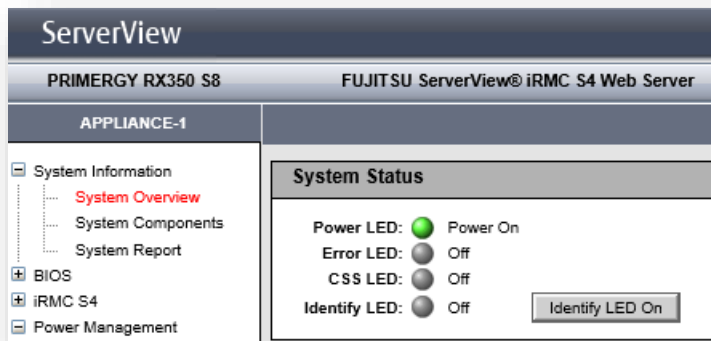 ServerView
PRIMERGY RX350 S8
FUJITSU ServerView® iRMC S4 Web Server
APPLIANCE-1
System Information
System Overview
System Components
System Report
BIOS
iRMC S4
Power Management
System Status
Power LED: Power On
Error LED: Off
CSS LED: Off
Identify LED: Off Identify LED On